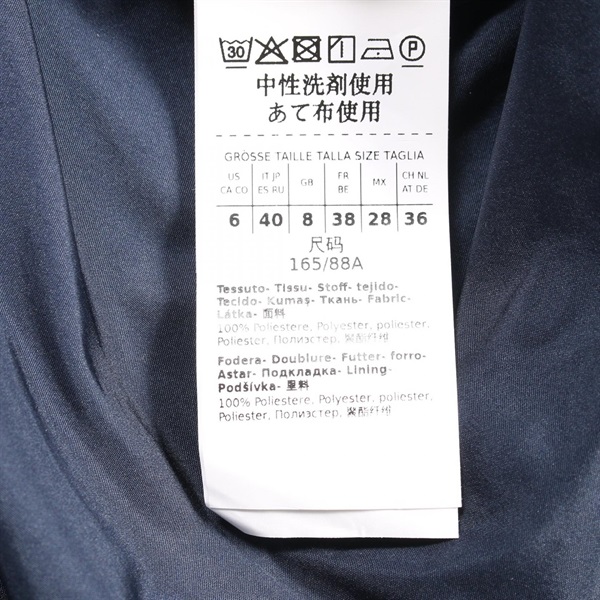 30
P
中性洗剤使用
あて布使用
GRÖSSE TAILLE TALLA SIZE TAGLIA
US CA CO IT JP ES RU GB FR BE MX CH NL AT DE
6 40 8 38 28 36
尺码
165/88A
Tessuto- Tissu- Stoff- tejido-
Tecido- Kumaş- Ткань- Fabric-
Látka- 面料
100% Poliestere, Polyester, poliester,
Poliester, Полиэстер, 聚酯纤维
Fodera- Doublure- Futter- forro-
Astar- Подкладка- Lining-
Podšívka- 里料
100% Poliestere, Polyester, poliester,
Poliester, Полиэстер, 聚酯纤维